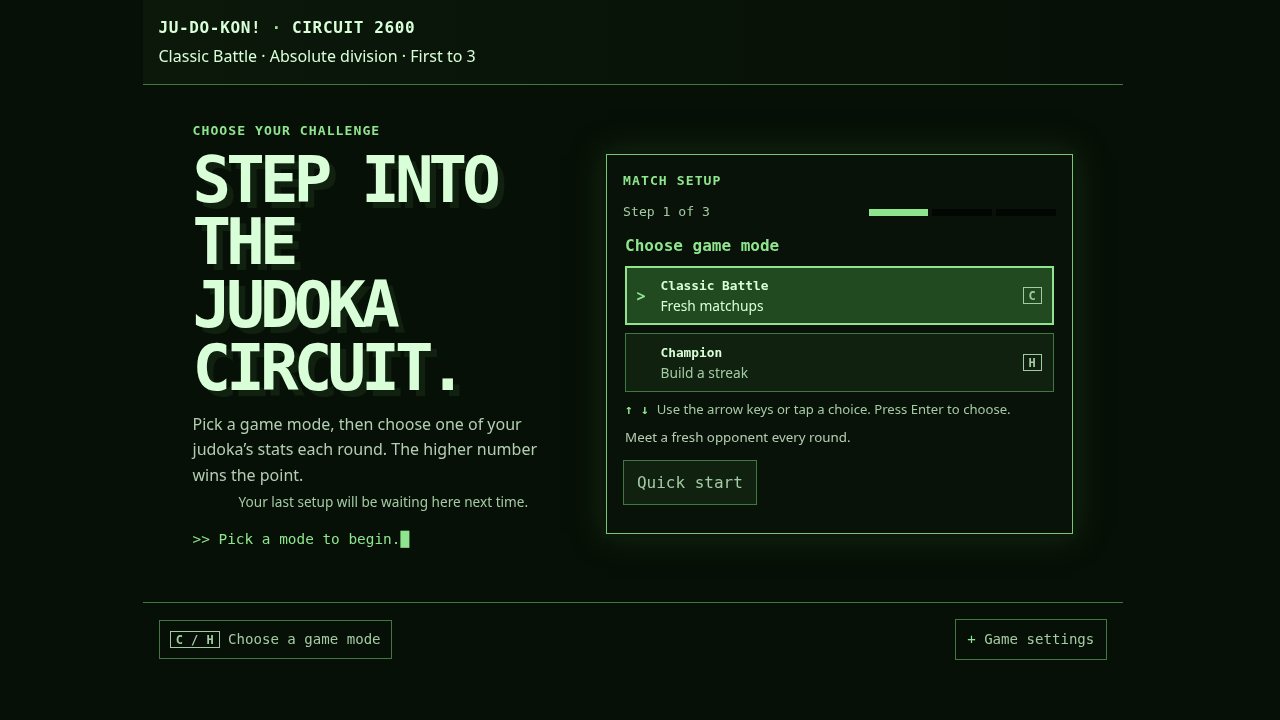 JU-DO-KON! · CIRCUIT 2600
Classic Battle · Absolute division · First to 3
CHOOSE YOUR CHALLENGE
STEP INTO
THE
JUDOKA
CIRCUIT.
Pick a game mode, then choose one of your
judoka’s stats each round. The higher number
wins the point.
Your last setup will be waiting here next time.
>> Pick a mode to begin.
MATCH SETUP
Step 1 of 3
Choose game mode
> Classic Battle C
Fresh matchups
Champion H
Build a streak
↑ ↓ Use the arrow keys or tap a choice. Press Enter to choose.
Meet a fresh opponent every round.
Quick start
C / H Choose a game mode
+ Game settings